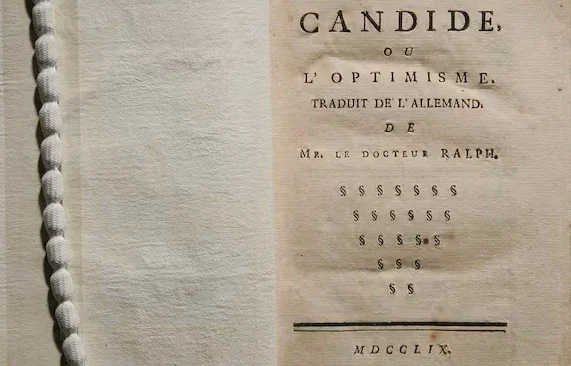 CANDIDE,
OU
L'OPTIMISME.
TRADUIT DE L'ALLEMAND.
DE
MR. LE DOCTEUR RALPH.
§ § § § § § §
§ § § § § §
§ § § § §
§ § §
§ §
MDCCLIX.